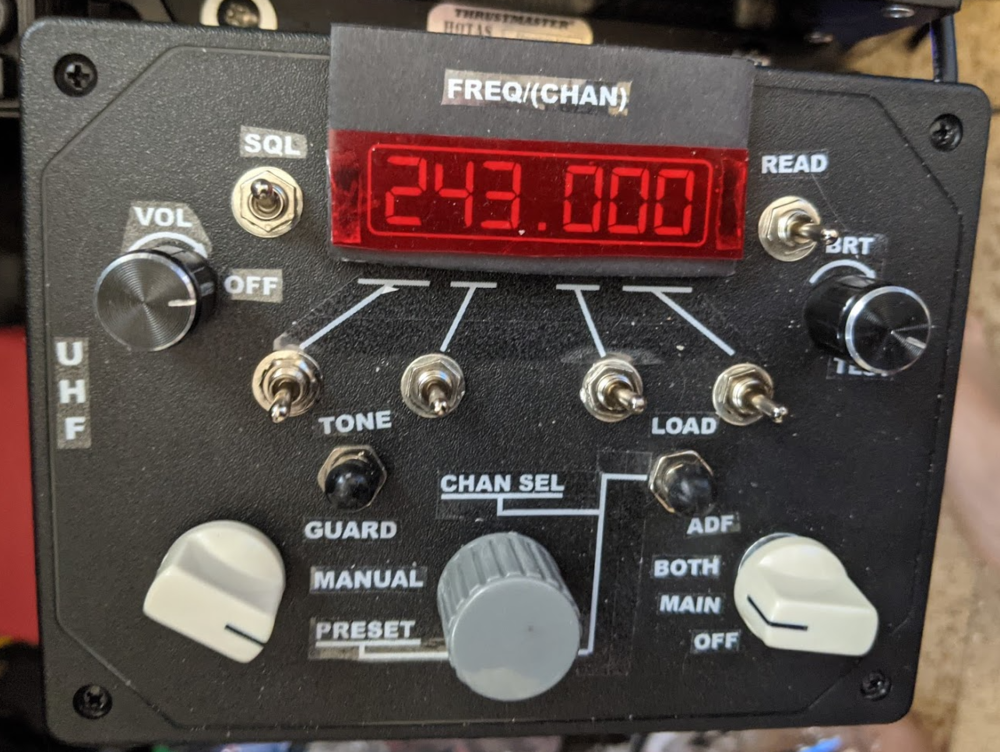 THRUSTMASTER
HOTAS
FREQ/(CHAN)
SQL
READ
243.000
VOL
BRT
OFF
UHF
TONE
LOAD
CHAN SEL
ADF
GUARD
BOTH
MANUAL
MAIN
PRESET
OFF